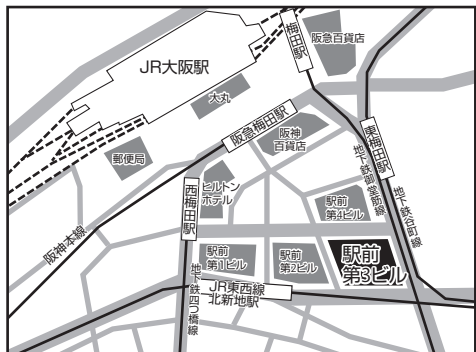 JR大阪駅
梅田駅
阪急百貨店
大丸
阪急梅田駅
阪神
百貨店
東梅田駅
郵便局
西梅田駅
ヒルトン
ホテル
地下鉄御堂筋線
地下鉄谷町線
阪神本線
駅前
第4ビル
駅前
第1ビル
駅前
第2ビル
駅前
第3ビル
地下鉄四つ橋線
JR東西線
北新地駅